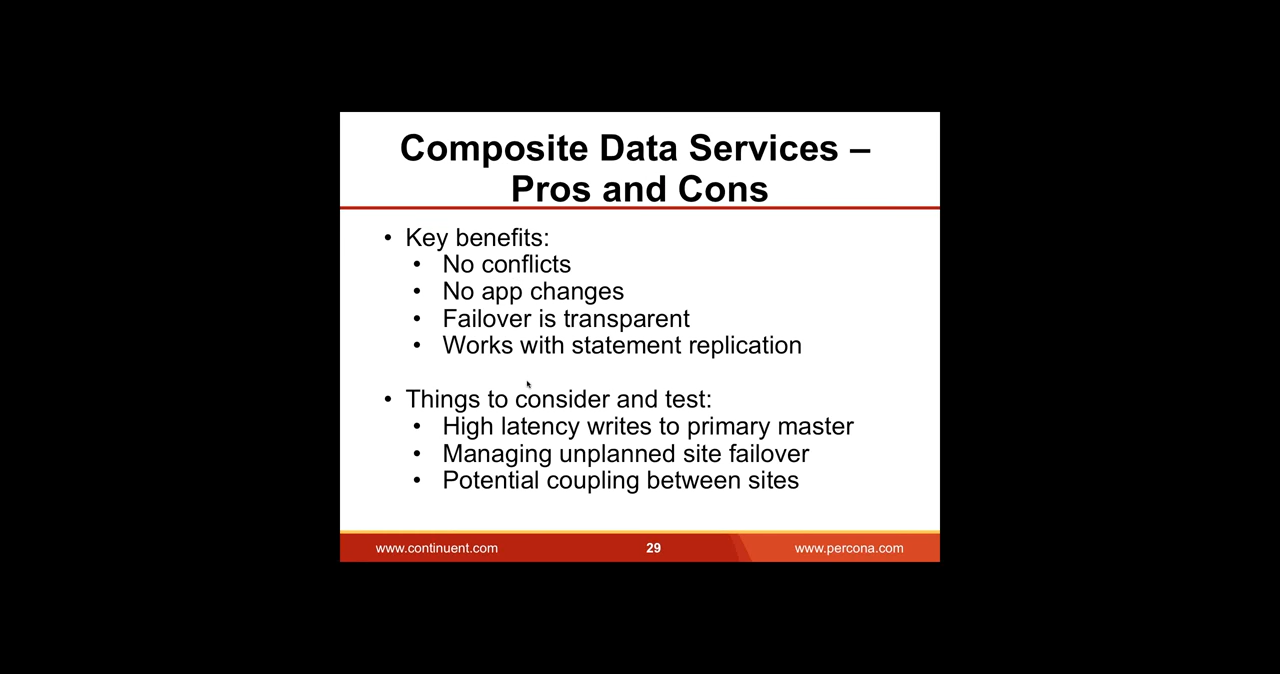 Composite Data Services –
Pros and Cons
• Key benefits:
• No conflicts
• No app changes
• Failover is transparent
• Works with statement replication
• Things to consider and test:
• High latency writes to primary master
• Managing unplanned site failover
• Potential coupling between sites
www.continuent.com 29 www.percona.com